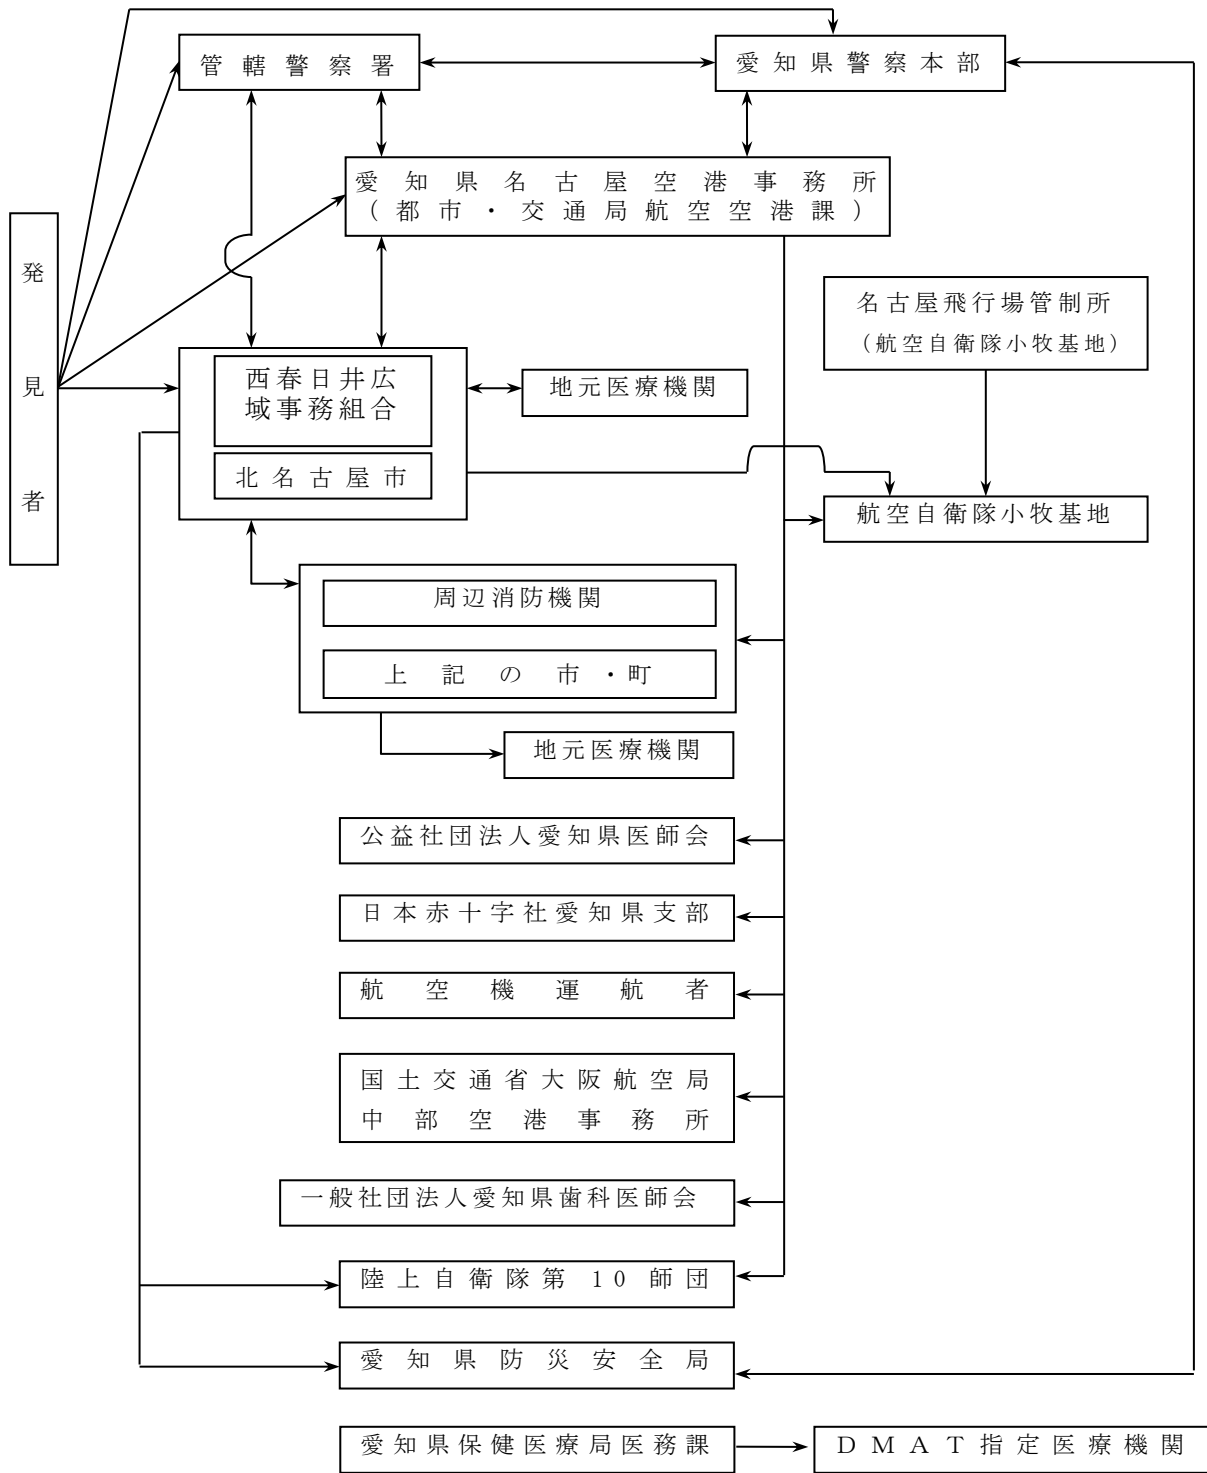 管轄警察署
愛知県警察本部
愛知県名古屋空港事務所
（都市・交通局航空空港課）
発見者
名古屋飛行場管制所
（航空自衛隊小牧基地）
西春日井広
域事務組合
地元医療機関
北名古屋市
航空自衛隊小牧基地
周辺消防機関
上記の市・町
地元医療機関
公益社団法人愛知県医師会
日本赤十字社愛知県支部
航空機運航者
国土交通省大阪航空局
中部空港事務所
一般社団法人愛知県歯科医師会
陸上自衛隊第10師団
愛知県防災安全局
愛知県保健医療局医務課
DMAT指定医療機関